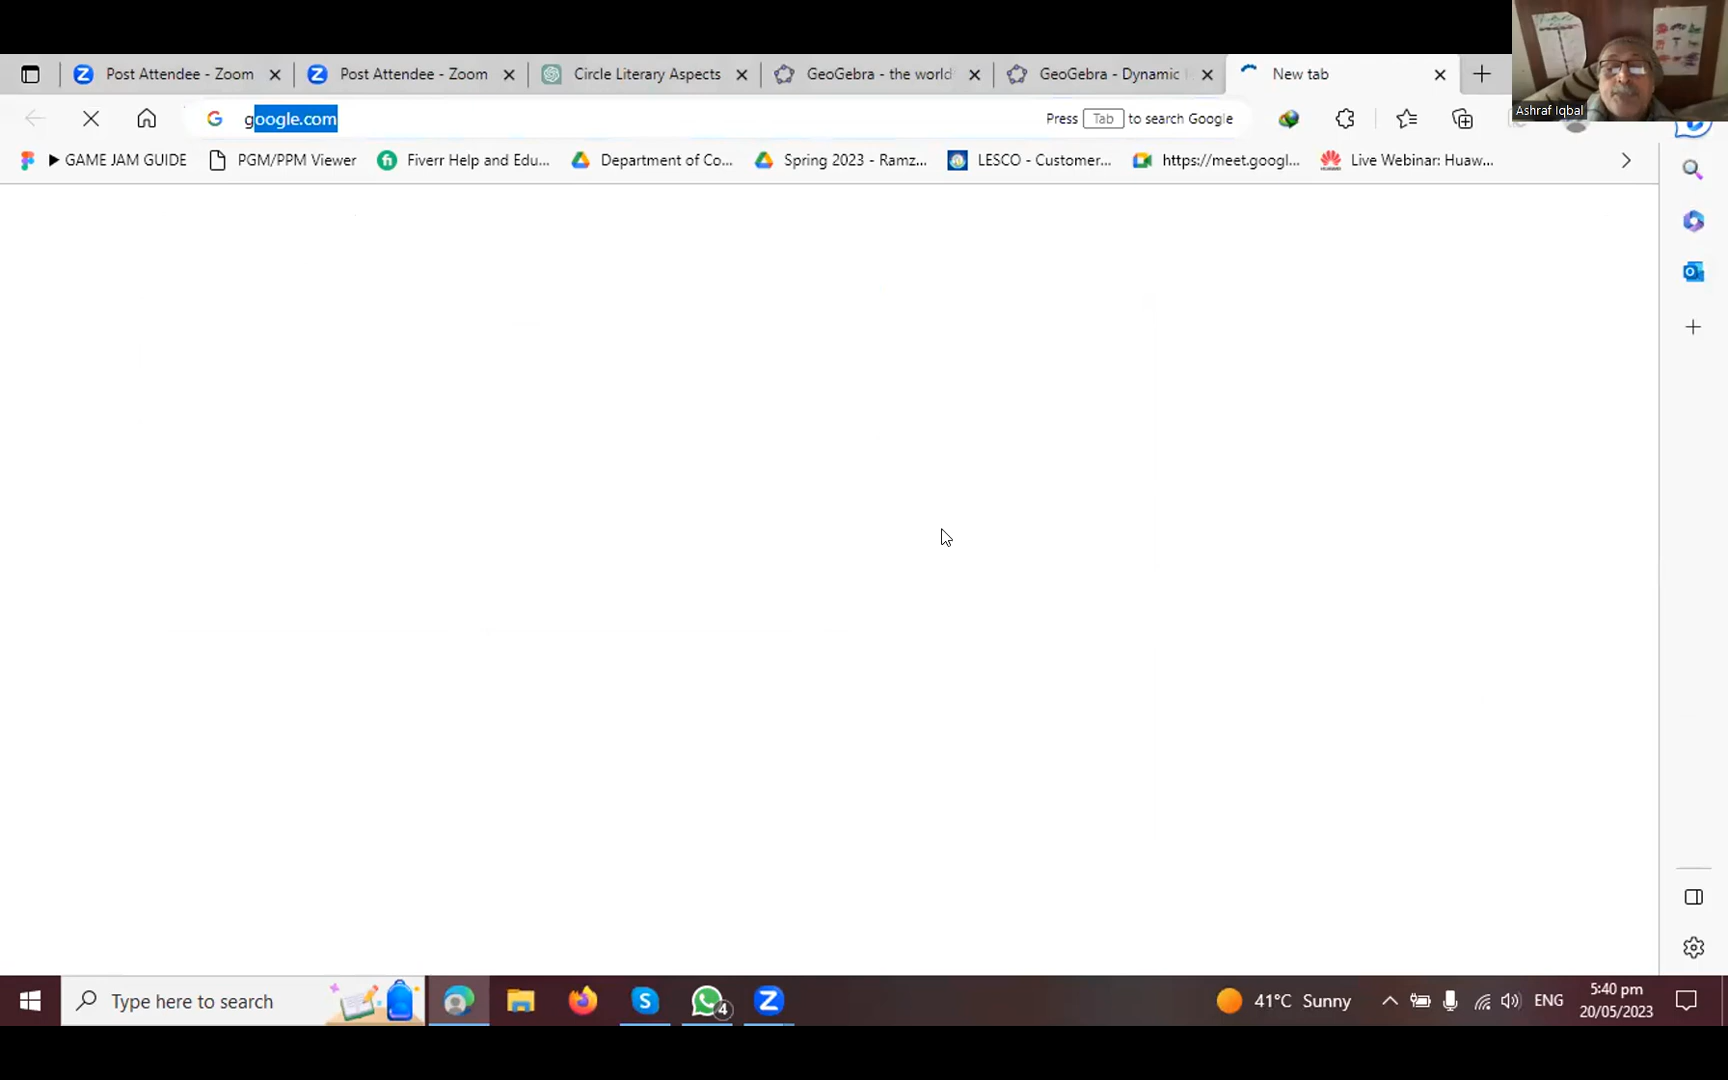 Post Attendee - Zoom
Post Attendee - Zoom
Circle Literary Aspects
GeoGebra - the world'
GeoGebra - Dynamic
New tab
google.com
Press Tab to search Google
Ashraf Iqbal
▶ GAME JAM GUIDE
PGM/PPM Viewer
Fiverr Help and Edu...
Department of Co...
Spring 2023 - Ramz...
LESCO - Customer...
https://meet.googl...
Live Webinar: Huaw...
Type here to search
4
41°C Sunny
ENG
5:40 pm
20/05/2023